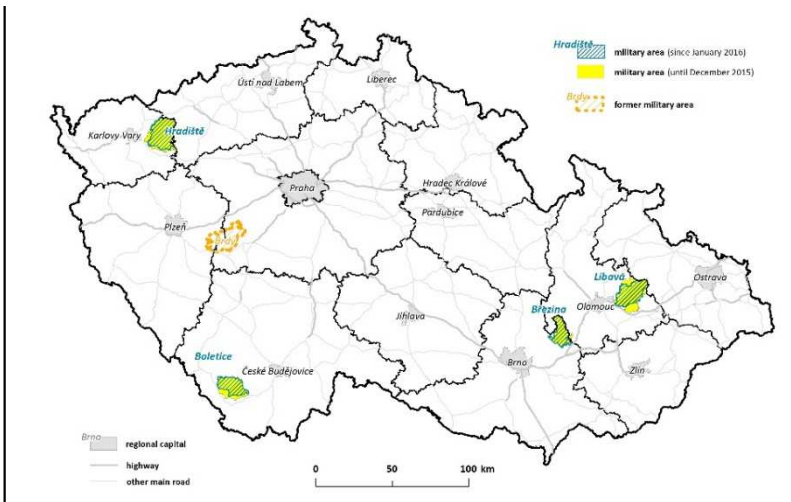 Hradiště
military area (since January 2016)
military area (until December 2015)
Brdy
former military area
Ústí nad Labem
Liberec
Karlovy Vary
Hradiště
Praha
Hradec Králové
Pardubice
Plzeň
Brdy
Libavá
Ostrava
Olomouc
Březina
Jihlava
Boletice
České Budějovice
Brno
Zlín
Brno
regional capital
highway
other main road
0 50 100 km